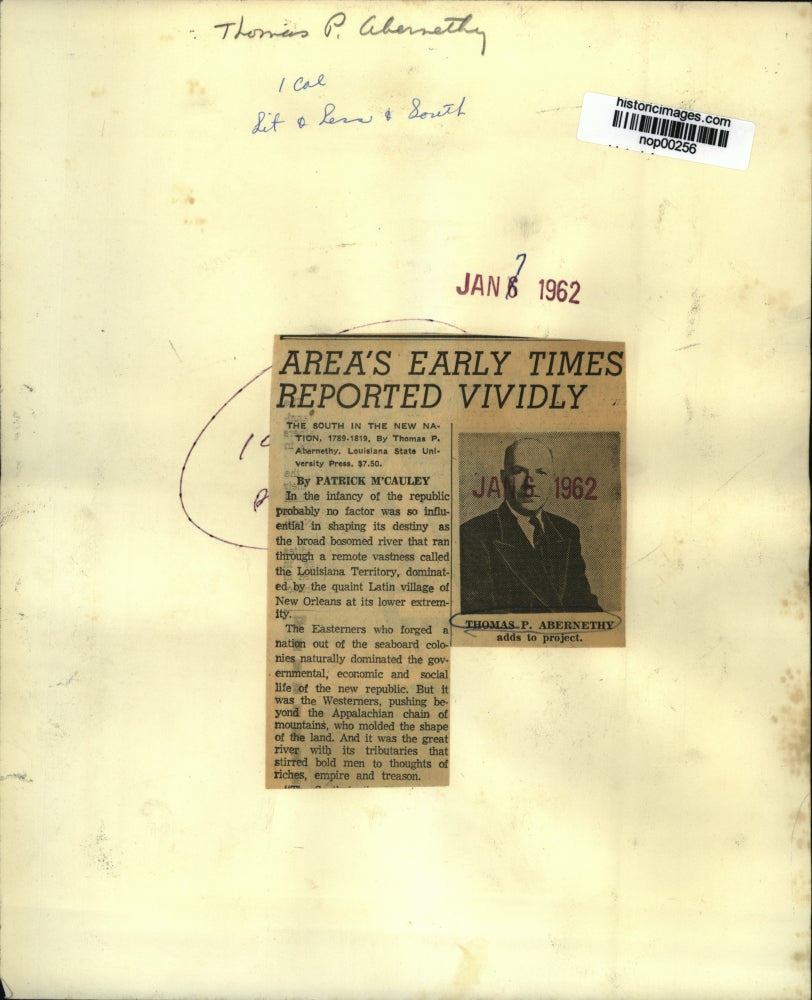 Thomas P. Abernethy
1 Col
historicimages.com
nop00256
JAN 7 1962
AREA'S EARLY TIMES
REPORTED VIVIDLY
THE SOUTH IN THE NEW NA-
TION, 1789-1819. By Thomas P.
Abernethy. Louisiana State Uni-
versity Press. $7.50.
By PATRICK M'CAULEY
In the infancy of the republic
probably no factor was so influ-
ential in shaping its destiny as
the broad bosomed river that ran
through a remote vastness called
the Louisiana Territory, dominat-
ed by the quaint Latin village of
New Orleans at its lower extrem-
ity.
The Easterners who forged a
nation out of the seaboard colo-
nies naturally dominated the gov-
ernmental, economic and social
life of the new republic. But it
was the Westerners, pushing be-
yond the Appalachian chain of
mountains, who molded the shape
of the land. And it was the great
river with its tributaries that
stirred bold men to thoughts of
riches, empire and treason.
JAN 6 1962
THOMAS P. ABERNETHY
adds to project.